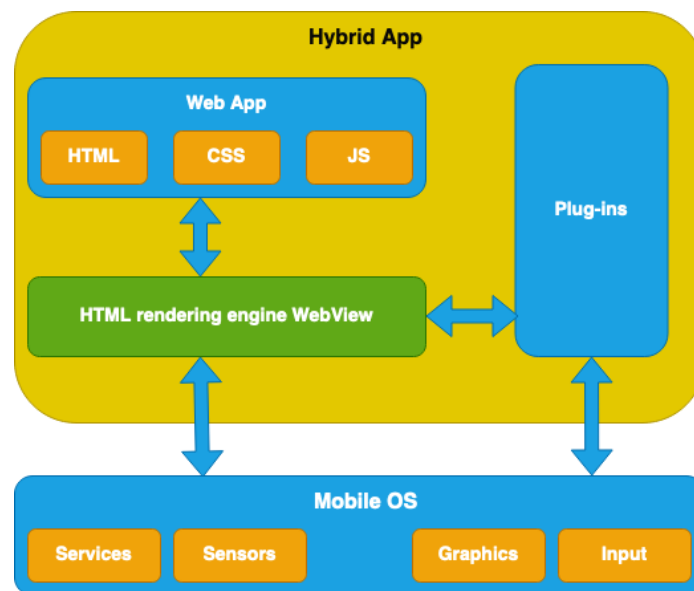 Hybrid App
Web App
HTML
CSS
JS
Plug-ins
HTML rendering engine WebView
Mobile OS
Services
Sensors
Graphics
Input